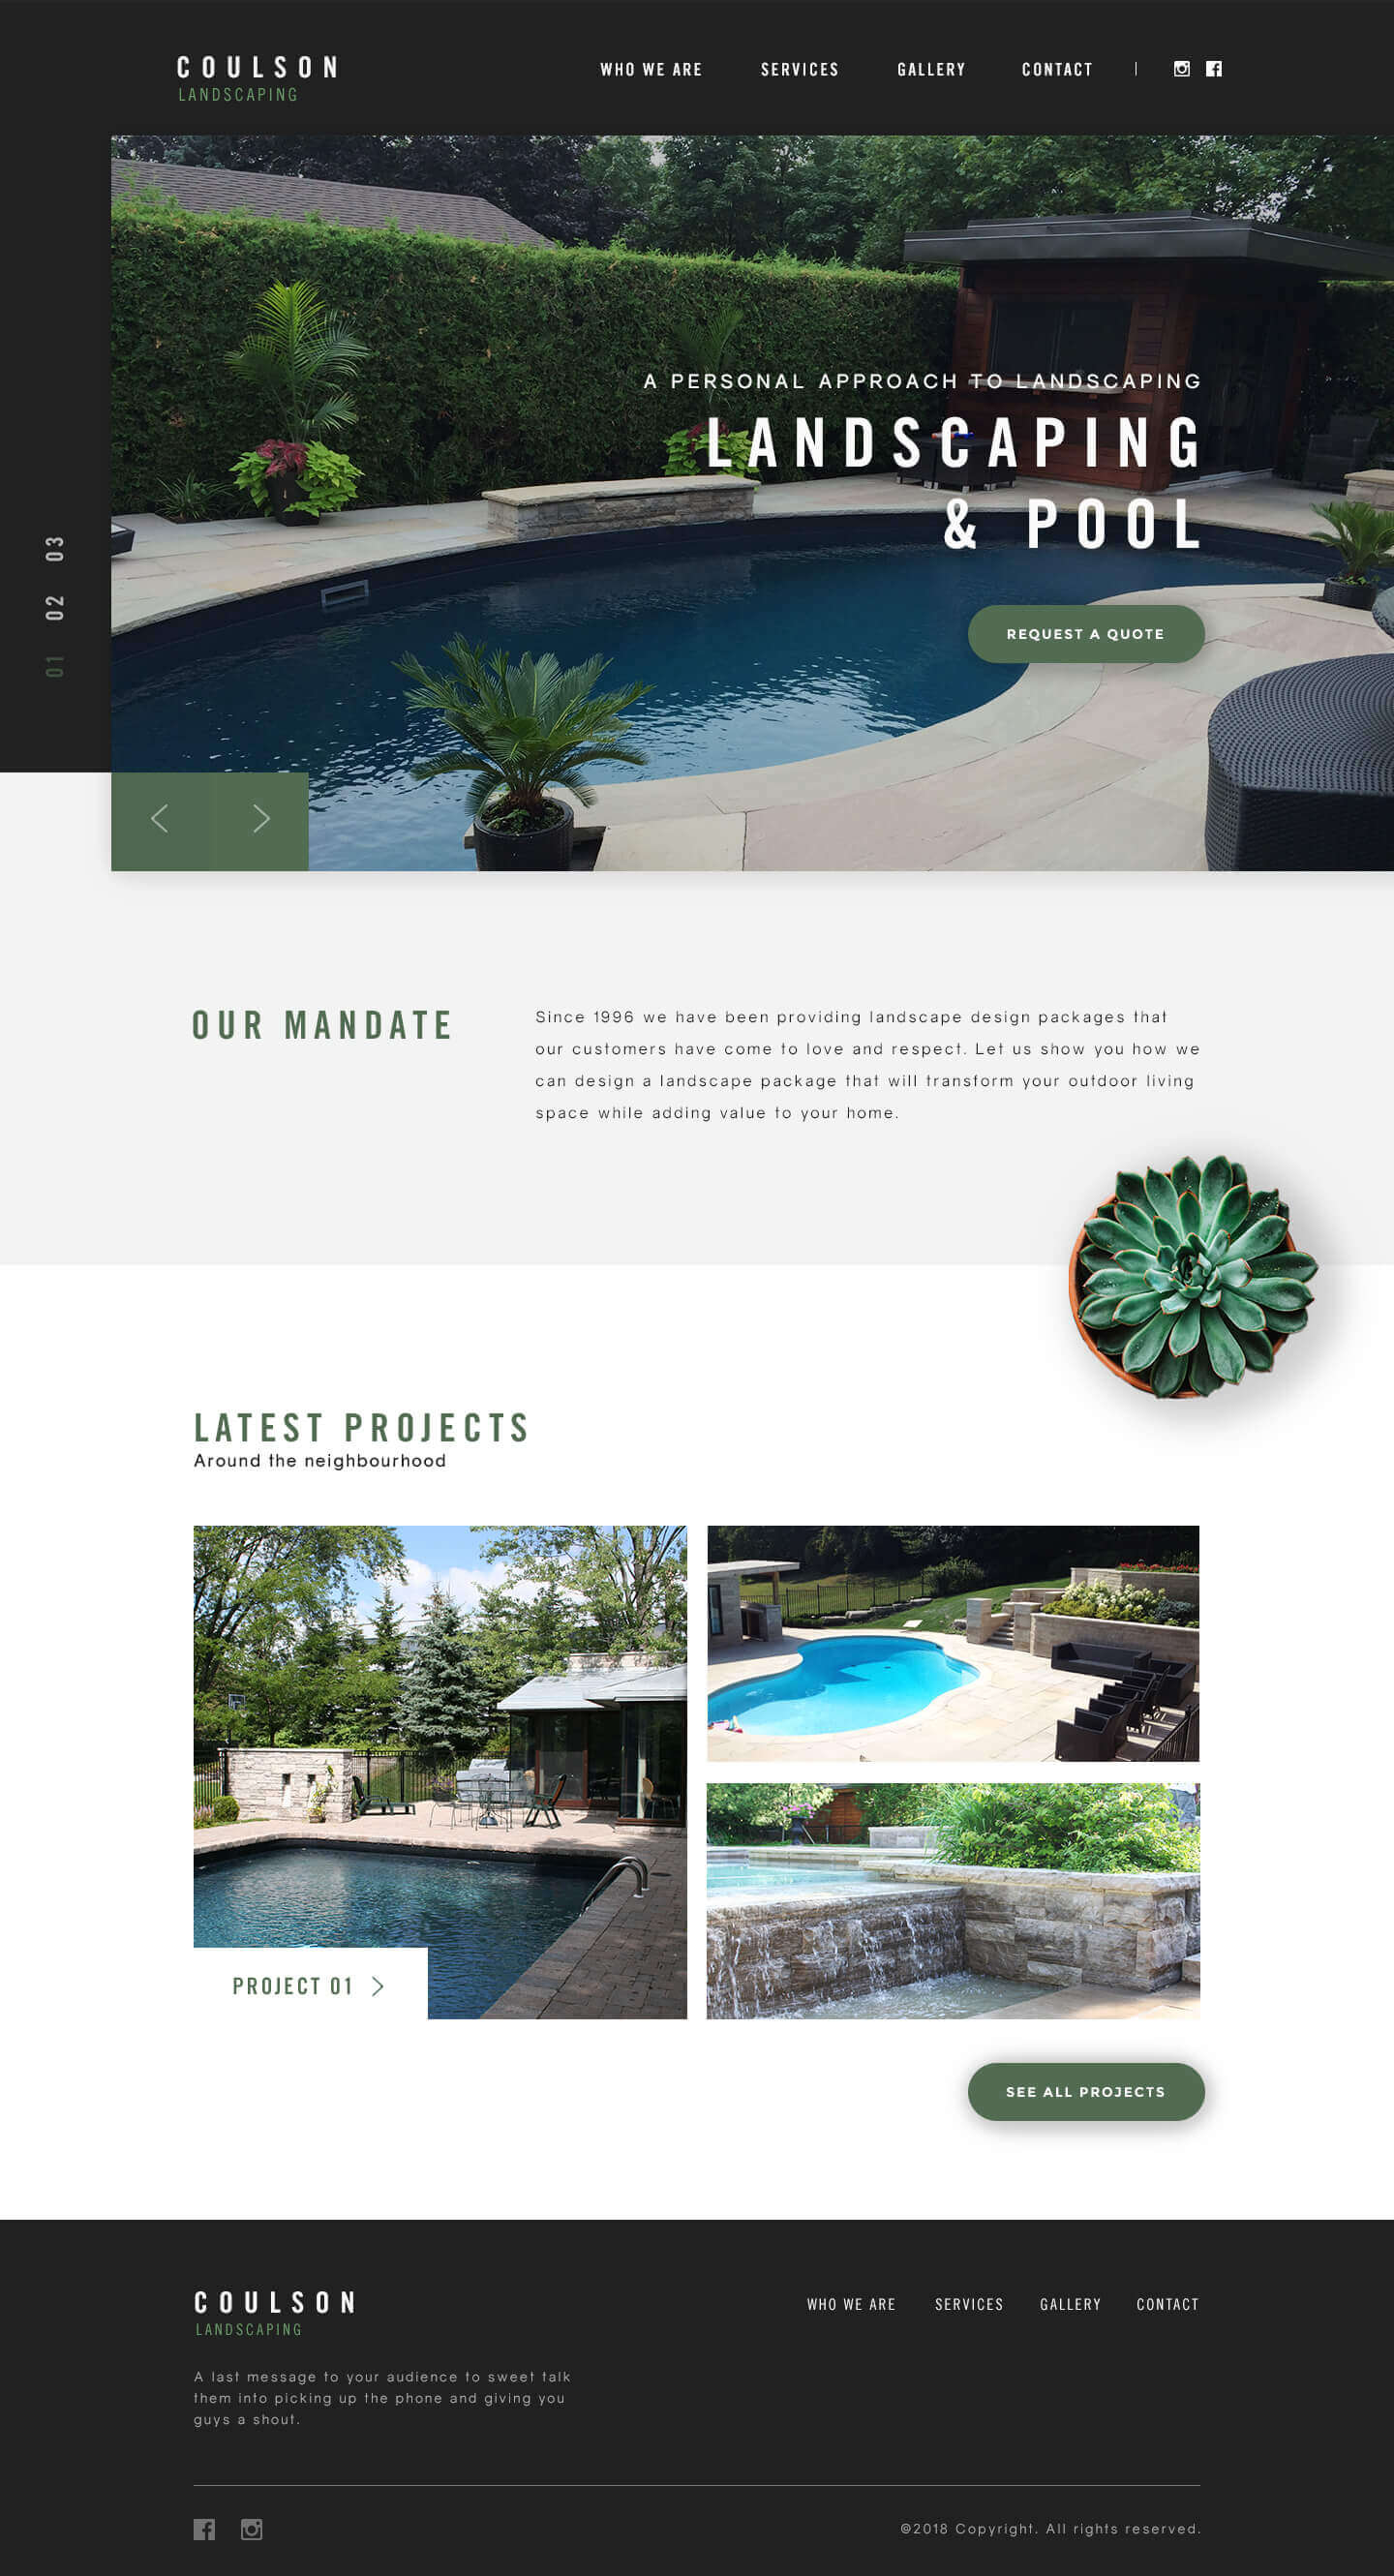 COULSON
LANDSCAPING
WHO WE ARE
SERVICES
GALLERY
CONTACT
A PERSONAL APPROACH TO LANDSCAPING
LANDSCAPING
& POOL
REQUEST A QUOTE
01
02
03
OUR MANDATE
Since 1996 we have been providing landscape design packages that
our customers have come to love and respect. Let us show you how we
can design a landscape package that will transform your outdoor living
space while adding value to your home.
LATEST PROJECTS
Around the neighbourhood
PROJECT 01
SEE ALL PROJECTS
COULSON
LANDSCAPING
WHO WE ARE
SERVICES
GALLERY
CONTACT
A last message to your audience to sweet talk
them into picking up the phone and giving you
guys a shout.
©2018 Copyright. All rights reserved.